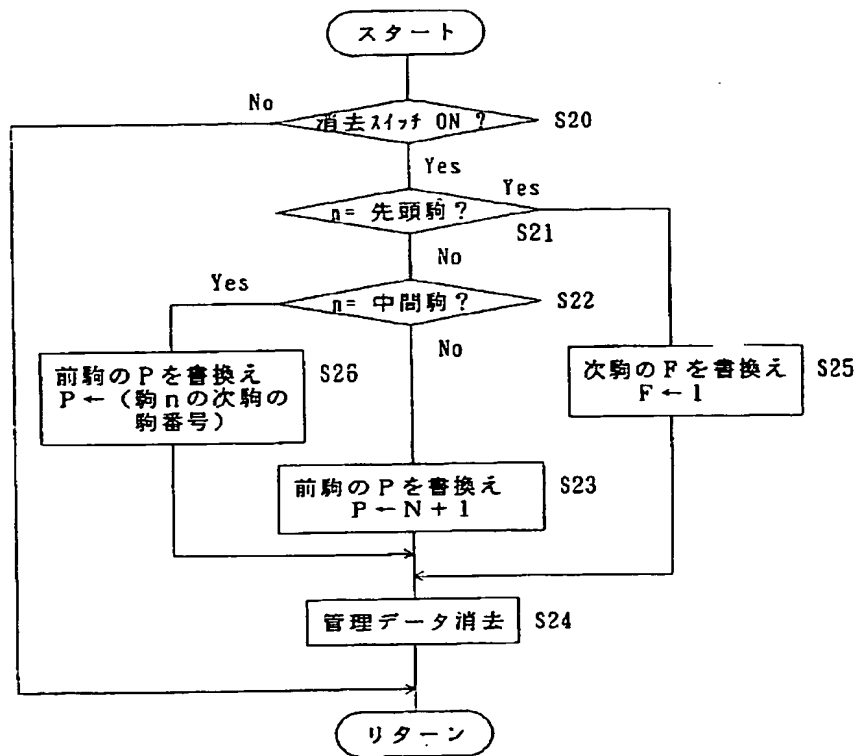 スタート
No
消去スイッチ ON ?
S20
Yes
Yes
n= 先頭駒?
S21
No
Yes
n= 中間駒?
S22
No
前駒のPを書換え
P←(駒nの次駒の
駒番号)
S26
次駒のFを書換え
F←1
S25
前駒のPを書換え
P←N+1
S23
管理データ消去
S24
リターン